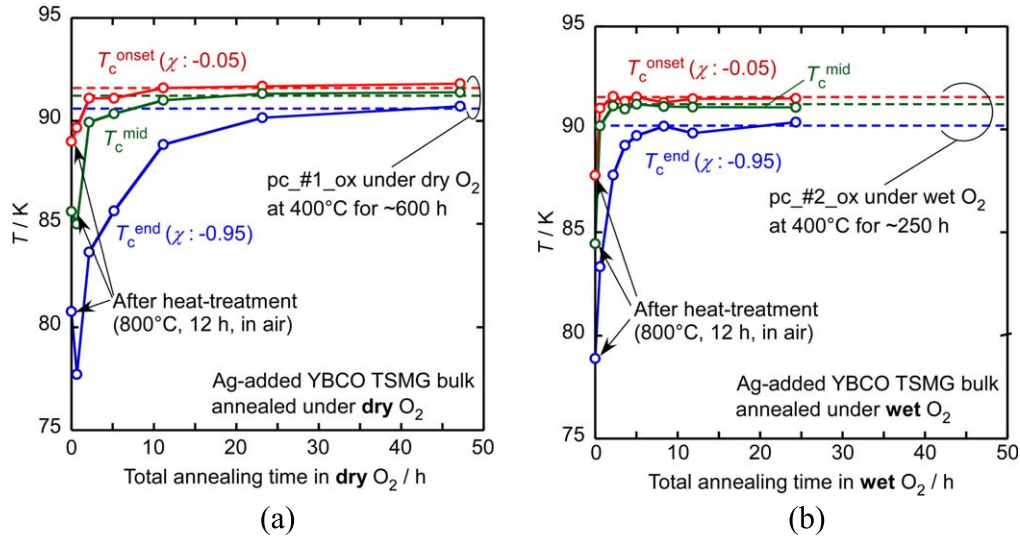 95
90
85
80
75
T / K
T_c^onset (χ: -0.05)
T_c^mid
T_c^end (χ: -0.95)
pc_#1_ox under dry O₂
at 400°C for ~600 h
After heat-treatment
(800°C, 12 h, in air)
Ag-added YBCO TSMG bulk
annealed under dry O₂
0 10 20 30 40 50
Total annealing time in dry O₂ / h
(a)
95
90
85
80
75
T / K
T_c^onset (χ: -0.05)
T_c^mid
T_c^end (χ: -0.95)
pc_#2_ox under wet O₂
at 400°C for ~250 h
After heat-treatment
(800°C, 12 h, in air)
Ag-added YBCO TSMG bulk
annealed under wet O₂
0 10 20 30 40 50
Total annealing time in wet O₂ / h
(b)